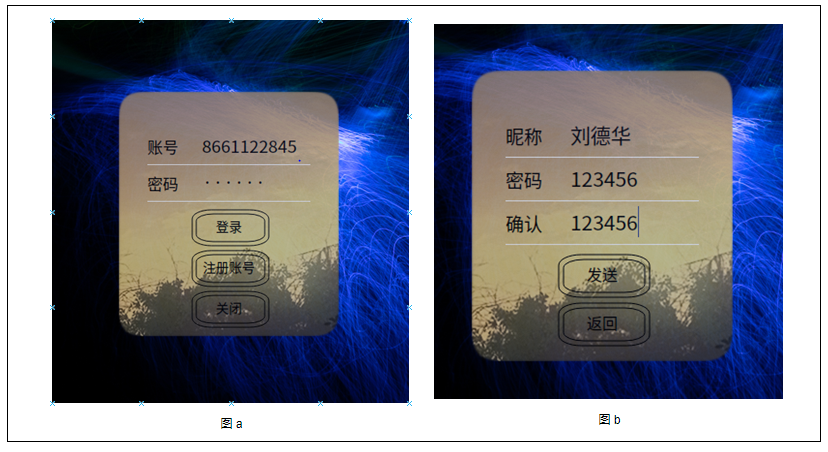 账号 8661122845
密码 ······
登录
注册账号
关闭
图 a
昵称 刘德华
密码 123456
确认 123456
发送
返回
图 b